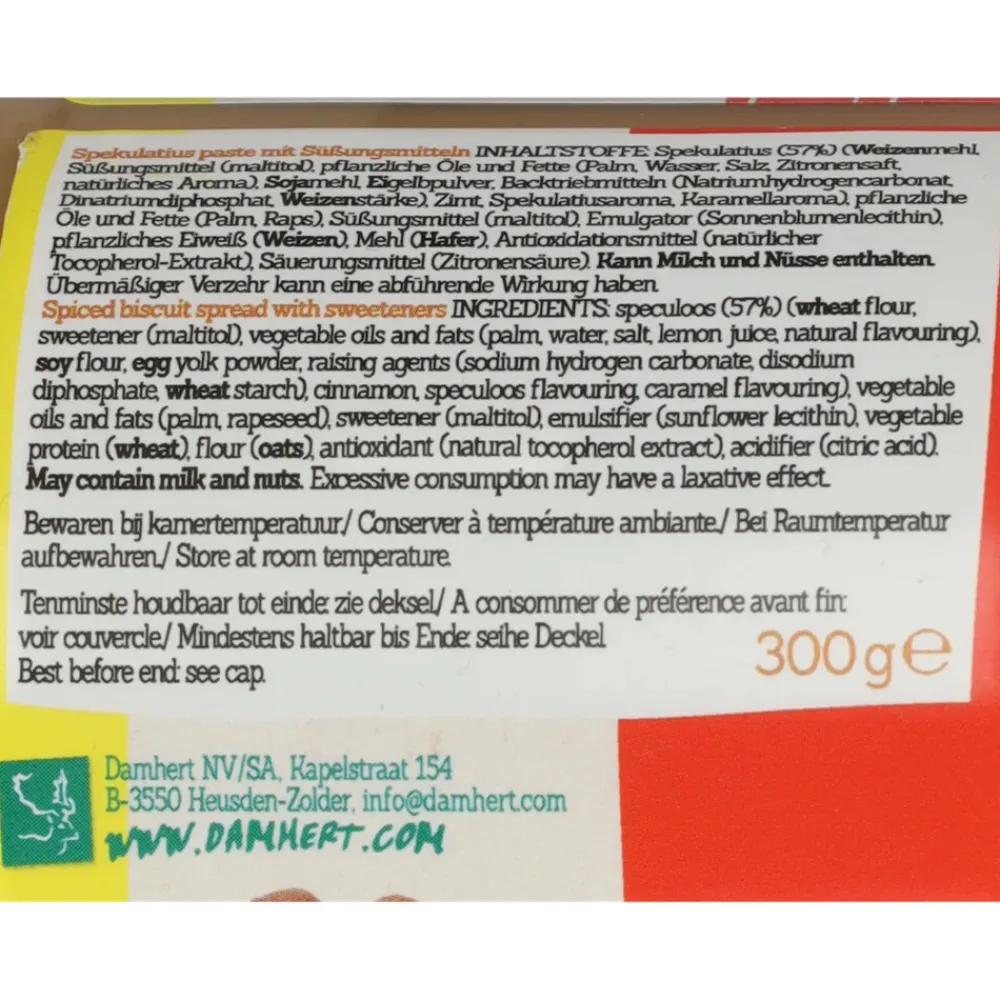 Spekulatius paste mit Süßungsmitteln INHALTSTOFFE: Spekulatius (57%) (Weizenmehl,
Süßungsmittel (maltitol), pflanzliche Öle und Fette (Palm, Wasser, Salz, Zitronensaft,
natürliches Aroma), Sojamehl, Eigelbpulver, Backtriebmitteln (Natriumhydrogencarbonat,
Dinatriumdiphosphat, Weizenstärke), Zimt, Spekulatiusaroma, Karamellaroma), pflanzliche
Öle und Fette (Palm, Raps), Süßungsmittel (maltitol), Emulgator (Sonnenblumenlecithin),
pflanzliches Eiweiß (Weizen), Mehl (Hafer), Antioxidationsmittel (natürlicher
Tocopherol-Extrakt), Säuerungsmittel (Zitronensäure). Kann Milch und Nüsse enthalten.
Übermäßiger Verzehr kann eine abführende Wirkung haben.
Spiced biscuit spread with sweeteners INGREDIENTS: speculoos (57%) (wheat flour,
sweetener (maltitol), vegetable oils and fats (palm, water, salt, lemon juice, natural flavouring),
soy flour, egg yolk powder, raising agents (sodium hydrogen carbonate, disodium
diphosphate, wheat starch), cinnamon, speculoos flavouring, caramel flavouring), vegetable
oils and fats (palm, rapeseed), sweetener (maltitol), emulsifier (sunflower lecithin), vegetable
protein (wheat), flour (oats), antioxidant (natural tocopherol extract), acidifier (citric acid).
May contain milk and nuts. Excessive consumption may have a laxative effect.
Bewaren bij kamertemperatuur/ Conserver à température ambiante./ Bei Raumtemperatur
aufbewahren./ Store at room temperature.
Tenminste houdbaar tot einde: zie deksel/ A consommer de préférence avant fin:
voir couvercle/ Mindestens haltbar bis Ende: seihe Deckel
Best before end: see cap.
300g℮
Damhert NV/SA, Kapelstraat 154
B-3550 Heusden-Zolder, info@damhert.com
WWW.DAMHERT.COM